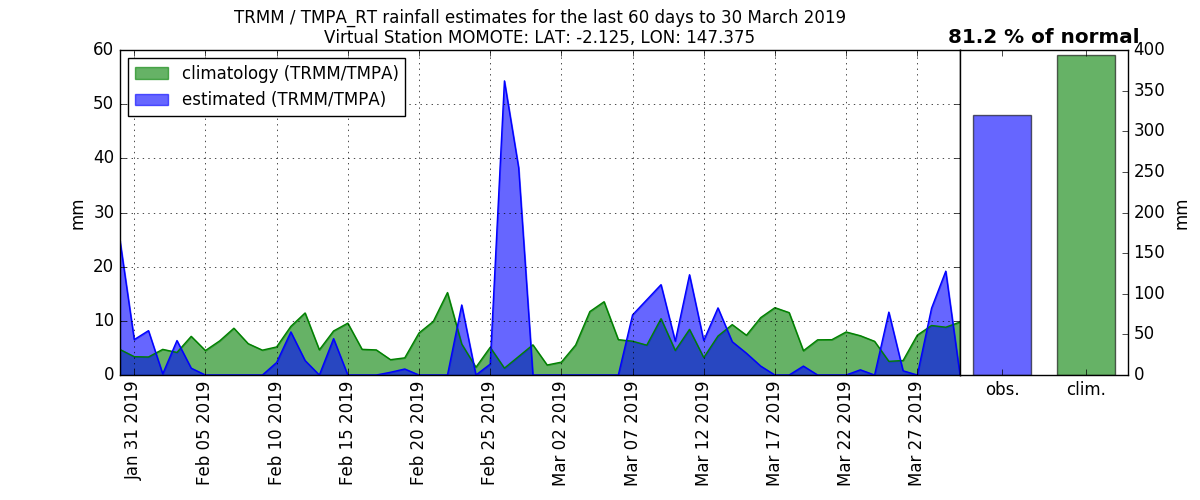 TRMM / TMPA_RT rainfall estimates for the last 60 days to 30 March 2019
Virtual Station MOMOTE: LAT: -2.125, LON: 147.375
81.2 % of normal
climatology (TRMM/TMPA)
estimated (TRMM/TMPA)
60
50
40
30
20
10
0
mm
Jan 31 2019
Feb 05 2019
Feb 10 2019
Feb 15 2019
Feb 20 2019
Feb 25 2019
Mar 02 2019
Mar 07 2019
Mar 12 2019
Mar 17 2019
Mar 22 2019
Mar 27 2019
obs.
clim.
400
350
300
250
200
150
100
50
0
mm